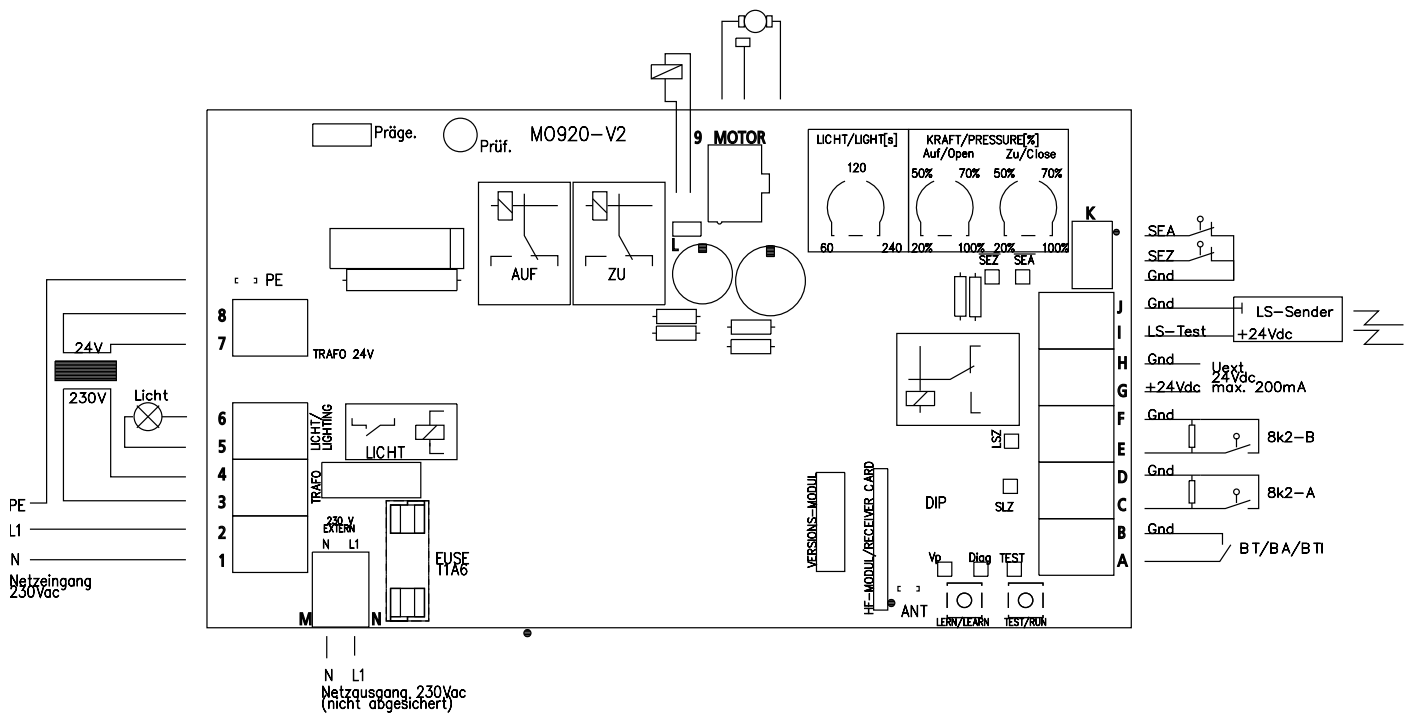 Präge.
Prüf.
MO920-V2
9 MOTOR
LICHT/LIGHT[s]
120
60 240
KRAFT/PRESSURE[%]
Auf/Open Zu/Close
50% 70% 50% 70%
20% 100% 20% 100%
SEZ SEA
K
L
AUF
ZU
PE
8
7
TRAFO 24V
24V
230V
Licht
6
5
LICHT/
LIGHTING
LICHT
4
3
TRAFO
2
1
230 V
EXTERN
N L1
M N
FUSE
T1A6
PE
L1
N
Netzeingang
230Vac
N L1
Netzausgang 230Vac
(nicht abgesichert)
VERSIONS-MODUL
HF-MODUL/RECEIVER CARD
DIP
LSZ
SLZ
Vp Diag TEST
ANT
LERN/LEARN
TEST/RUN
J
I
H
G
F
E
D
C
B
A
SEA
SEZ
Gnd
Gnd
LS-Test
LS-Sender
+24Vdc
Gnd
+24Vdc
Uext
24Vdc
max. 200mA
Gnd
8k2-B
Gnd
8k2-A
Gnd
BT/BA/BTI